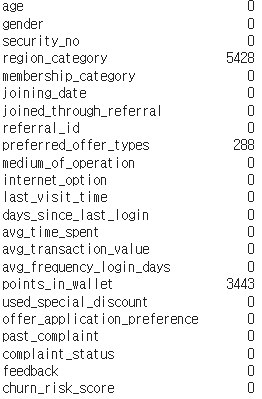 age 0
gender 0
security_no 0
region_category 5428
membership_category 0
joining_date 0
joined_through_referral 0
referral_id 0
preferred_offer_types 288
medium_of_operation 0
internet_option 0
last_visit_time 0
days_since_last_login 0
avg_time_spent 0
avg_transaction_value 0
avg_frequency_login_days 0
points_in_wallet 3443
used_special_discount 0
offer_application_preference 0
past_complaint 0
complaint_status 0
feedback 0
churn_risk_score 0